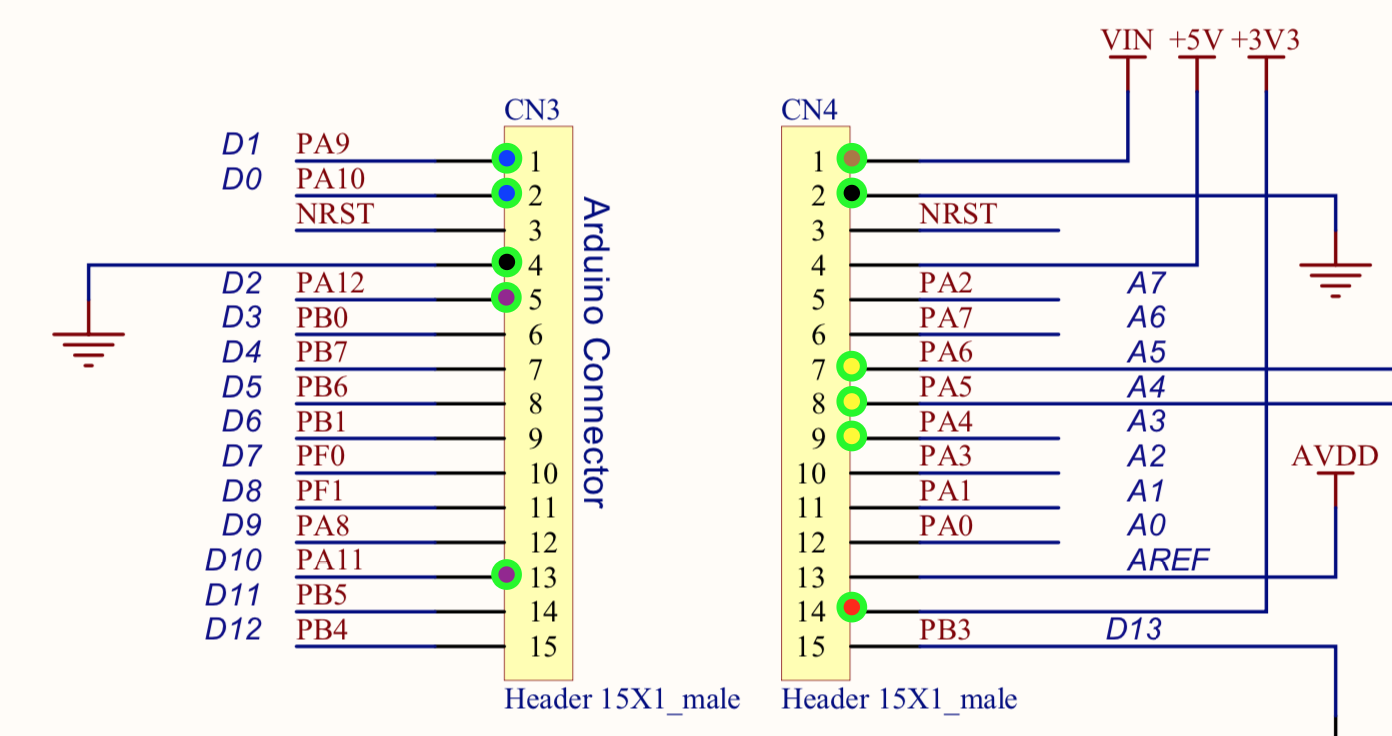 VIN +5V +3V3
CN3
CN4
D1 PA9 1
D0 PA10 2
NRST 3
4
D2 PA12 5
D3 PB0 6
D4 PB7 7
D5 PB6 8
D6 PB1 9
D7 PF0 10
D8 PF1 11
D9 PA8 12
D10 PA11 13
D11 PB5 14
D12 PB4 15
Header 15X1_male
Arduino Connector
1
2
3 NRST
4
5 PA2 A7
6 PA7 A6
7 PA6 A5
8 PA5 A4
9 PA4 A3
10 PA3 A2
11 PA1 A1
12 PA0 A0
13 AREF
14
15 PB3 D13
AVDD
Header 15X1_male